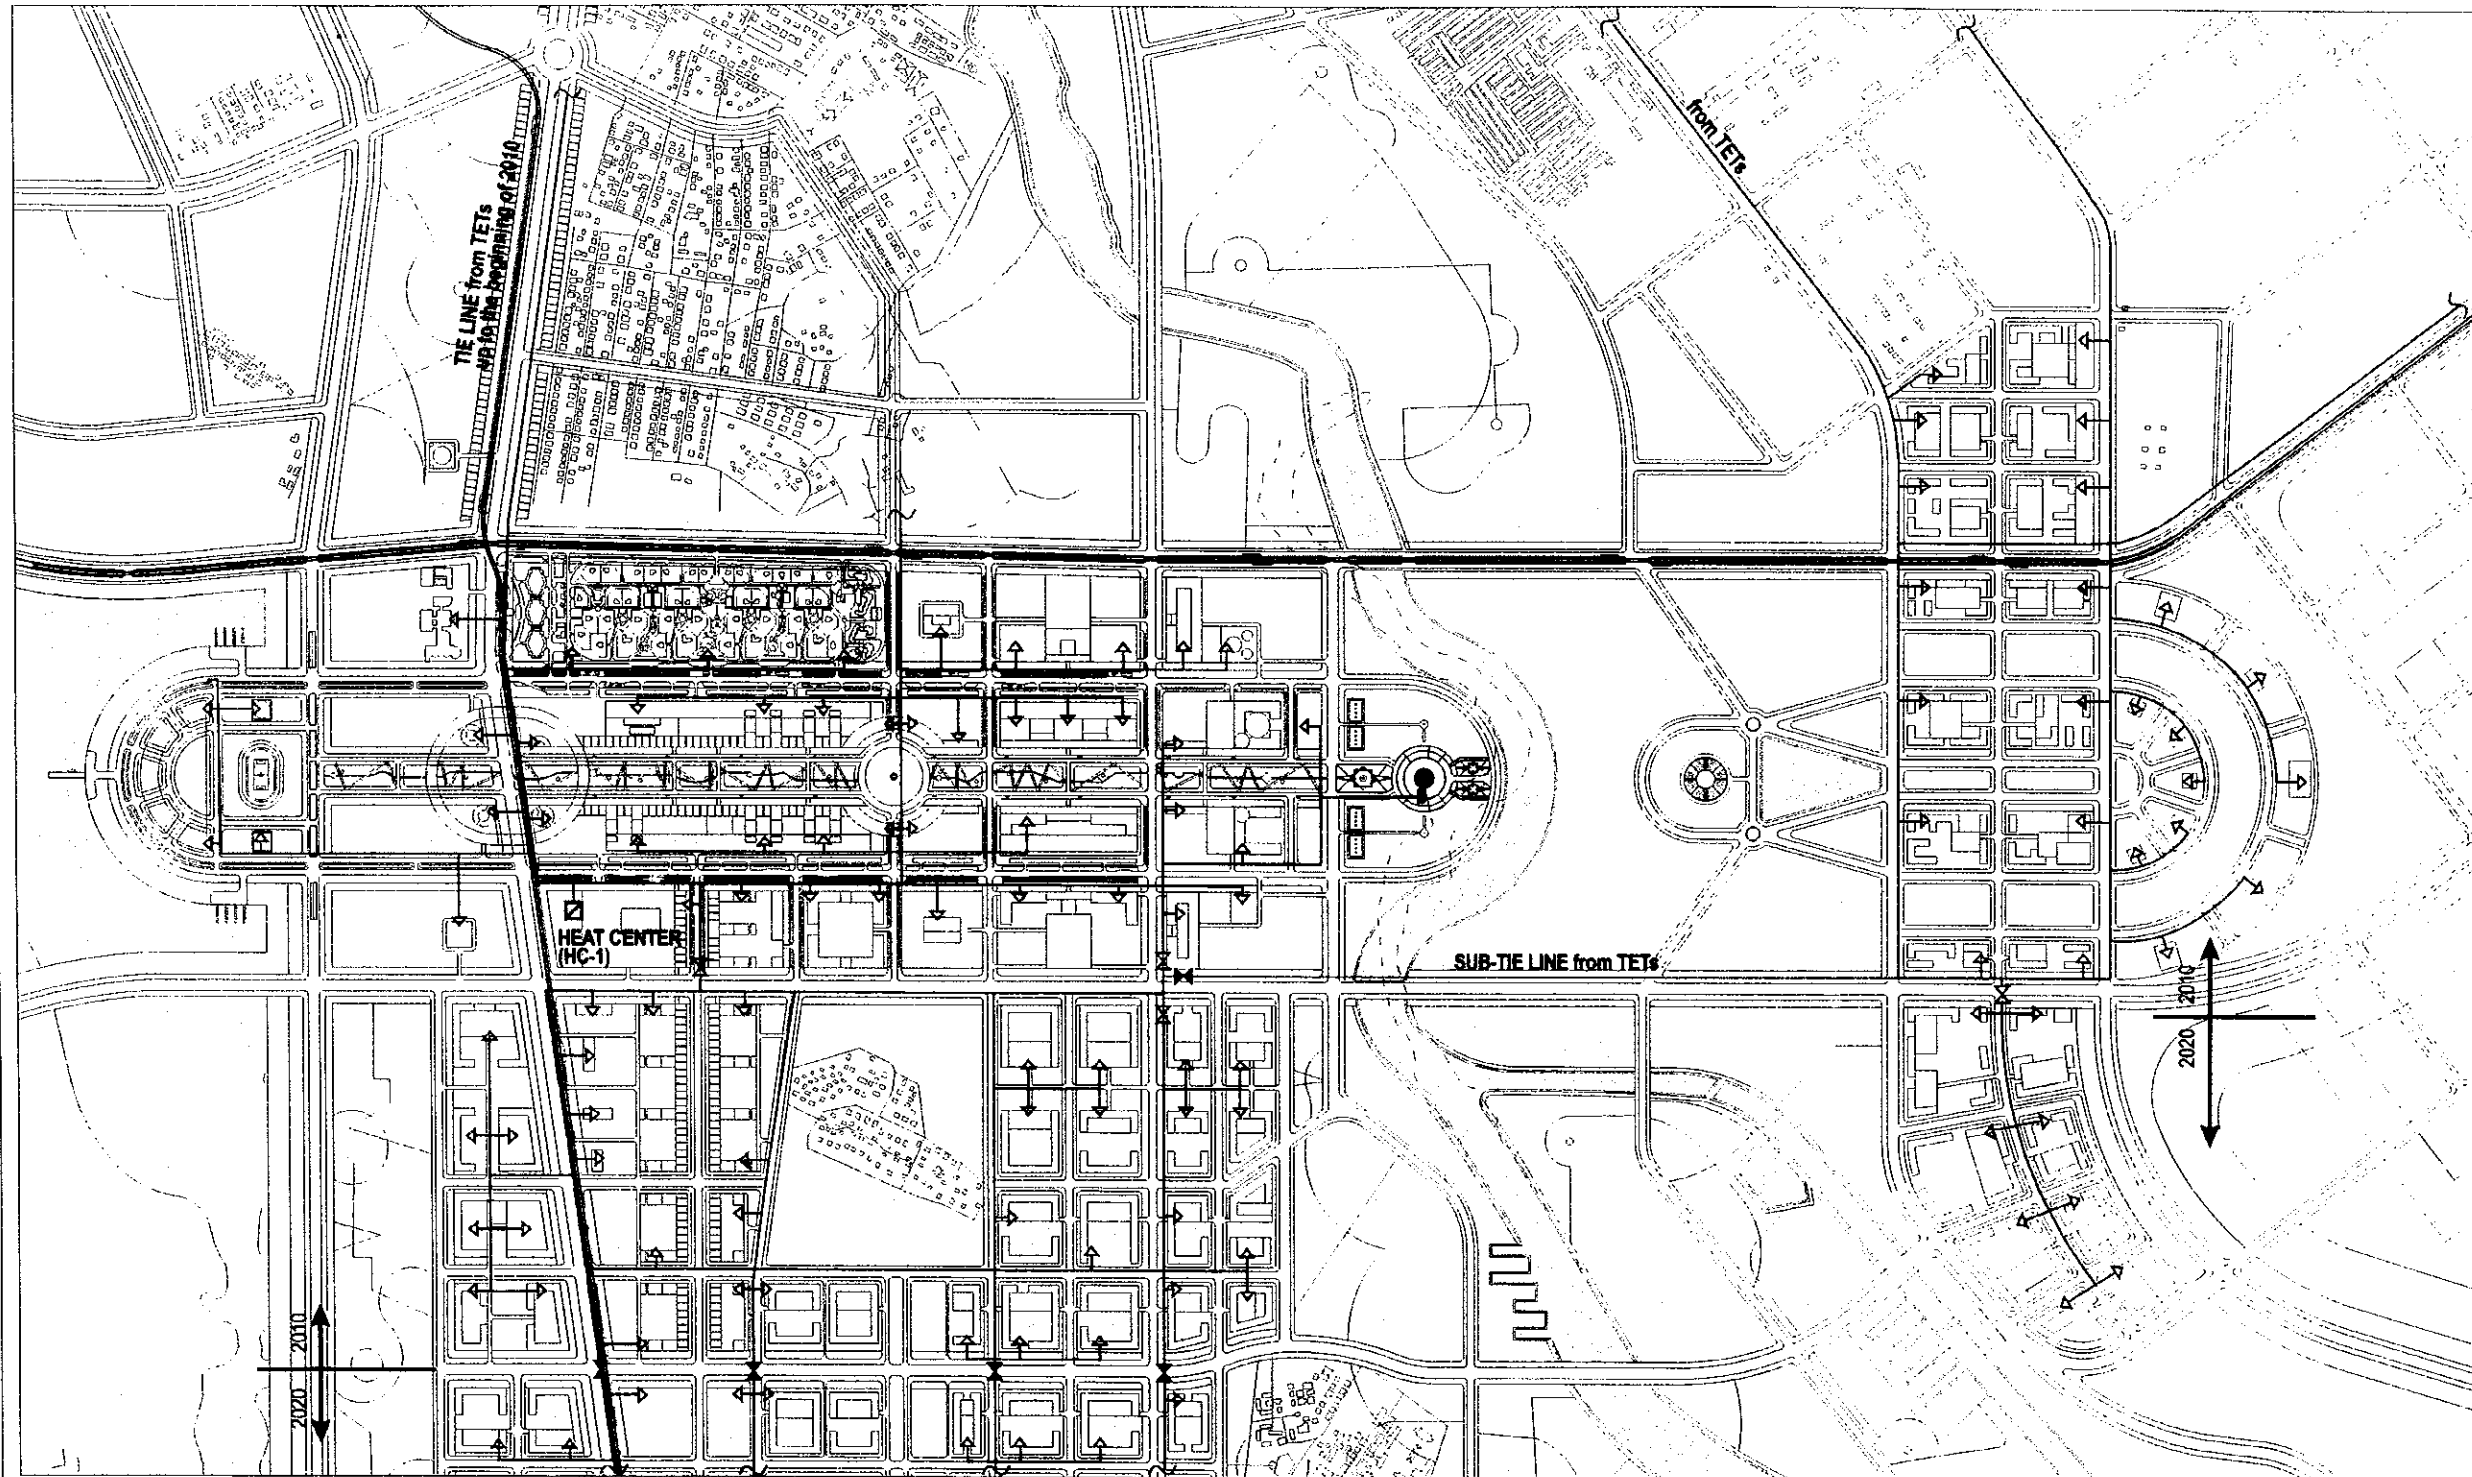 from TETs
TIE LINE from TETs
up to the beginning of 2010
HEAT CENTER
(HC-1)
SUB-TIE LINE from TETs
2010
2020
2010
2020